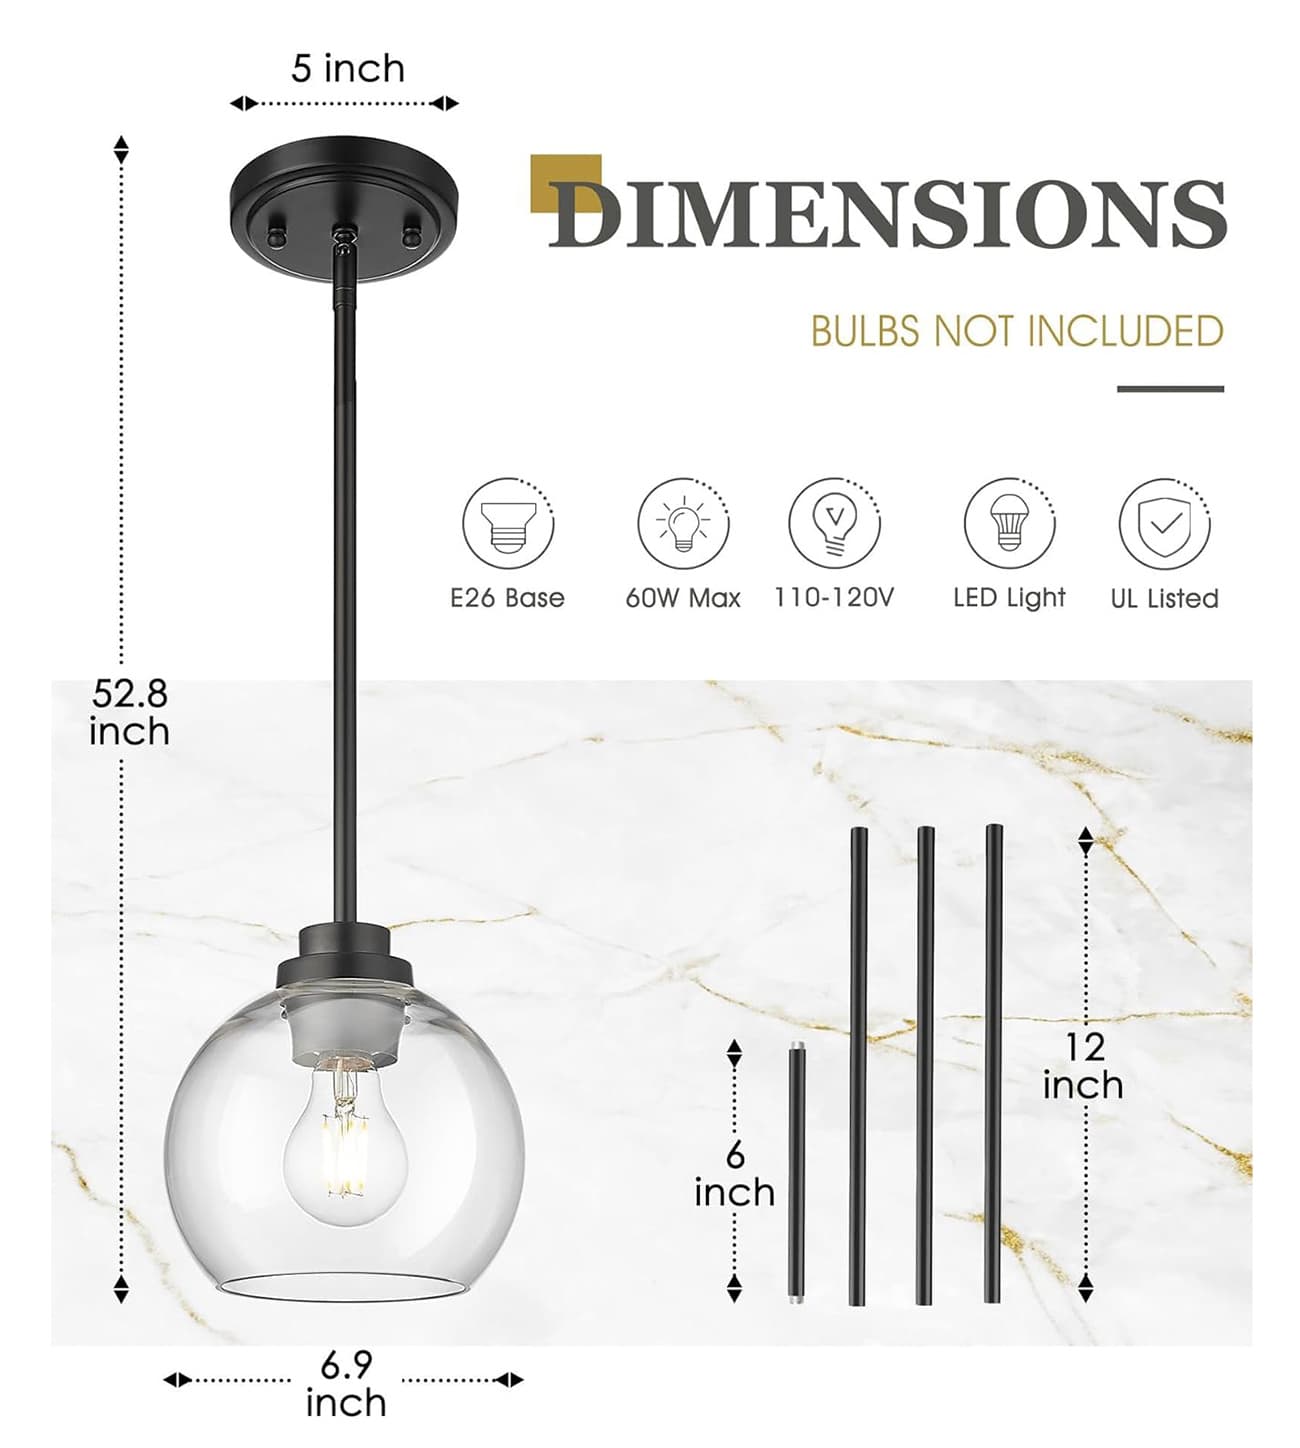 5 inch
DIMENSIONS
BULBS NOT INCLUDED
E26 Base
60W Max
110-120V
LED Light
UL Listed
52.8
inch
12
inch
6
inch
6.9
inch